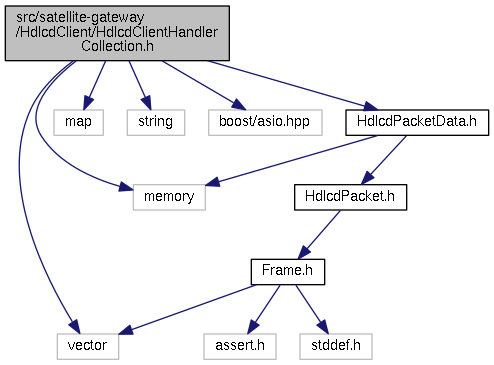 src/satellite-gateway
/HdlcdClient/HdlcdClientHandler
Collection.h
map
string
boost/asio.hpp
HdlcdPacketData.h
memory
HdlcdPacket.h
Frame.h
vector
assert.h
stddef.h